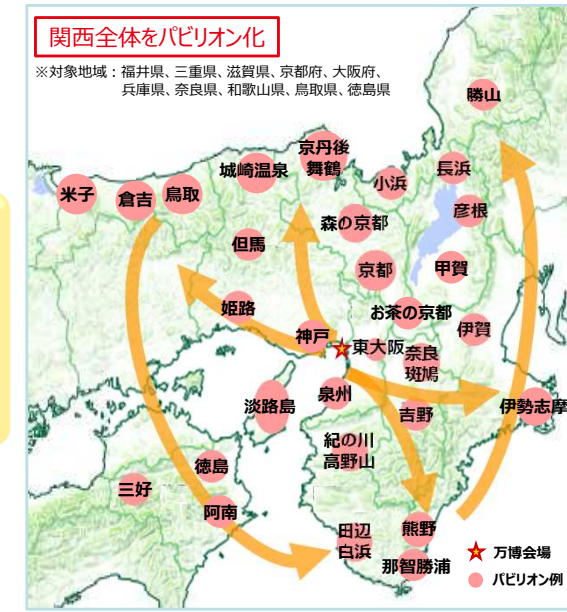 関西全体をパビリオン化
※対象地域：福井県、三重県、滋賀県、京都府、大阪府、
兵庫県、奈良県、和歌山県、鳥取県、徳島県
勝山
京丹後
舞鶴
城崎温泉
小浜
長浜
米子
倉吉
鳥取
彦根
森の京都
但馬
京都
甲賀
姫路
お茶の京都
伊賀
神戸
東大阪
奈良
斑鳩
淡路島
泉州
吉野
伊勢志摩
紀の川
高野山
徳島
三好
阿南
田辺
白浜
熊野
那智勝浦
万博会場
パビリオン例